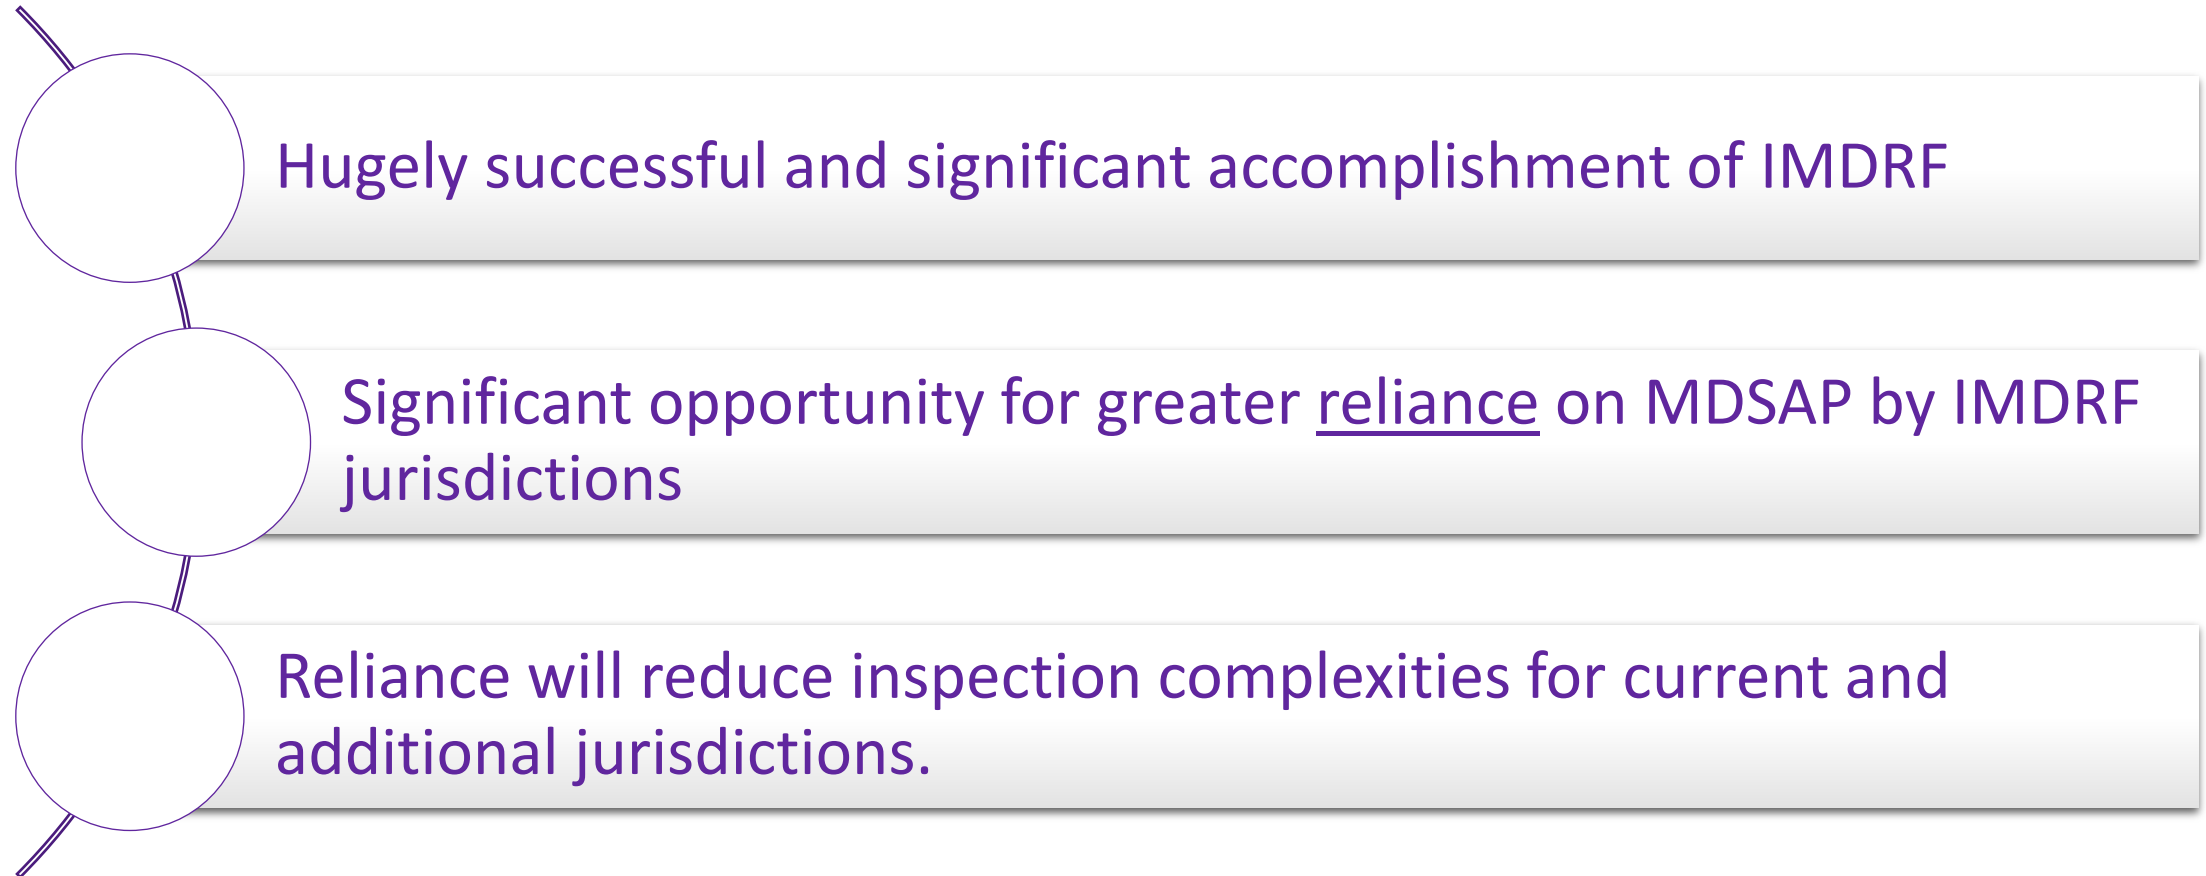 Hugely successful and significant accomplishment of IMDRF
Significant opportunity for greater reliance on MDSAP by IMDRF
jurisdictions
Reliance will reduce inspection complexities for current and
additional jurisdictions.